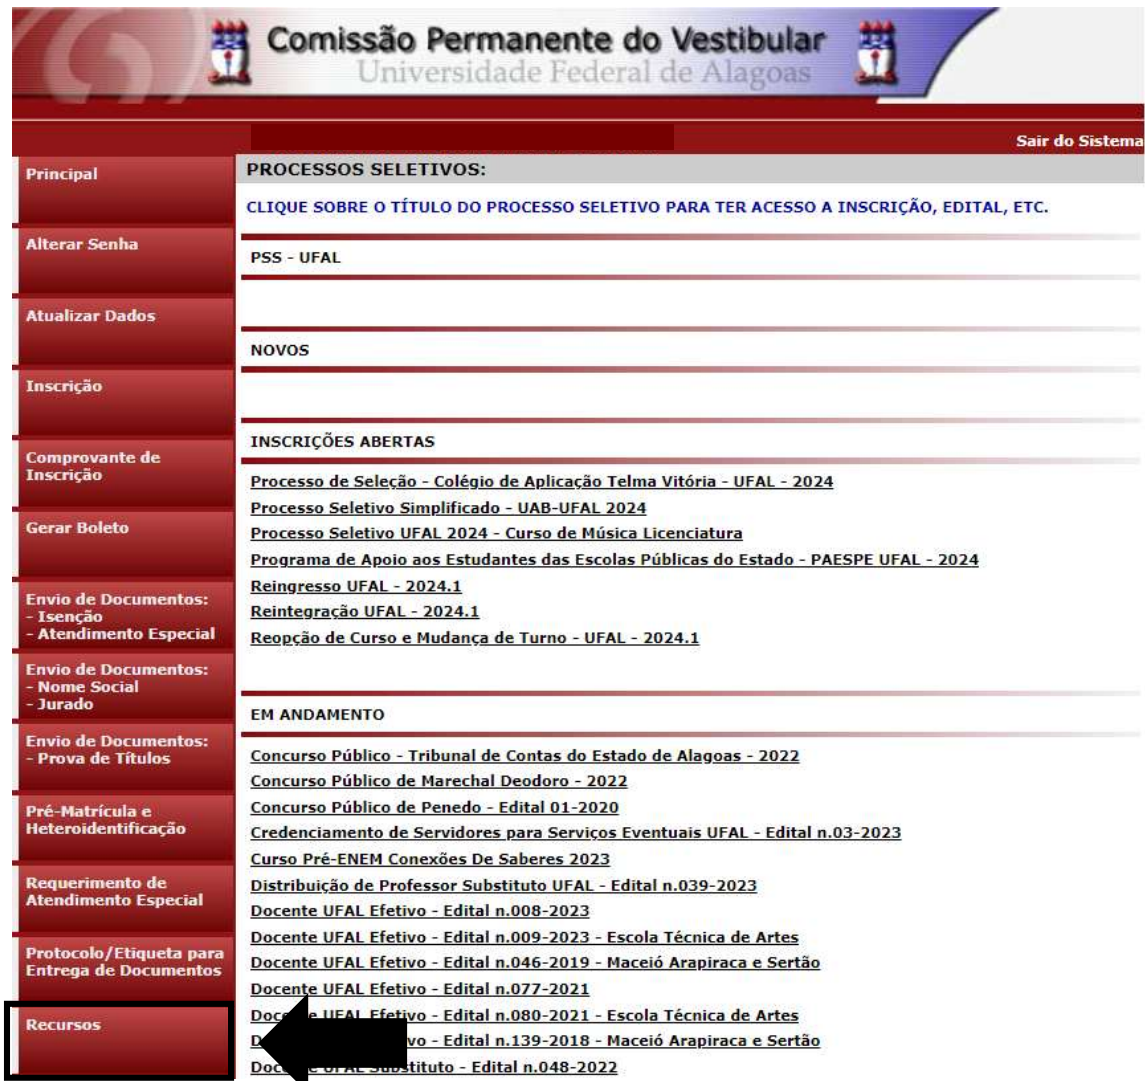 Comissão Permanente do Vestibular
Universidade Federal de Alagoas
Sair do Sistema
Principal
Alterar Senha
Atualizar Dados
Inscrição
Comprovante de
Inscrição
Gerar Boleto
Envio de Documentos:
- Isenção
- Atendimento Especial
Envio de Documentos:
- Nome Social
- Jurado
Envio de Documentos:
- Prova de Títulos
Pré-Matrícula e
Heteroidentificação
Requerimento de
Atendimento Especial
Protocolo/Etiqueta para
Entrega de Documentos
Recursos
PROCESSOS SELETIVOS:
CLIQUE SOBRE O TÍTULO DO PROCESSO SELETIVO PARA TER ACESSO A INSCRIÇÃO, EDITAL, ETC.
PSS - UFAL
NOVOS
INSCRIÇÕES ABERTAS
Processo de Seleção - Colégio de Aplicação Telma Vitória - UFAL - 2024
Processo Seletivo Simplificado - UAB-UFAL 2024
Processo Seletivo UFAL 2024 - Curso de Música Licenciatura
Programa de Apoio aos Estudantes das Escolas Públicas do Estado - PAESPE UFAL - 2024
Reingresso UFAL - 2024.1
Reintegração UFAL - 2024.1
Reopção de Curso e Mudança de Turno - UFAL - 2024.1
EM ANDAMENTO
Concurso Público - Tribunal de Contas do Estado de Alagoas - 2022
Concurso Público de Marechal Deodoro - 2022
Concurso Público de Penedo - Edital 01-2020
Credenciamento de Servidores para Serviços Eventuais UFAL - Edital n.03-2023
Curso Pré-ENEM Conexões De Saberes 2023
Distribuição de Professor Substituto UFAL - Edital n.039-2023
Docente UFAL Efetivo - Edital n.008-2023
Docente UFAL Efetivo - Edital n.009-2023 - Escola Técnica de Artes
Docente UFAL Efetivo - Edital n.046-2019 - Maceió Arapiraca e Sertão
Docente UFAL Efetivo - Edital n.077-2021
Docente UFAL Efetivo - Edital n.080-2021 - Escola Técnica de Artes
- Edital n.139-2018 - Maceió Arapiraca e Sertão
Docente UFAL Substituto - Edital n.048-2022